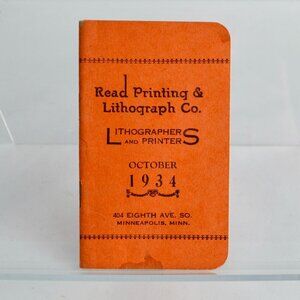 Read Printing &
Lithograph Co.
LITHOGRAPHERS
AND PRINTERS
OCTOBER
1934
404 EIGHTH AVE. SO.
MINNEAPOLIS, MINN.